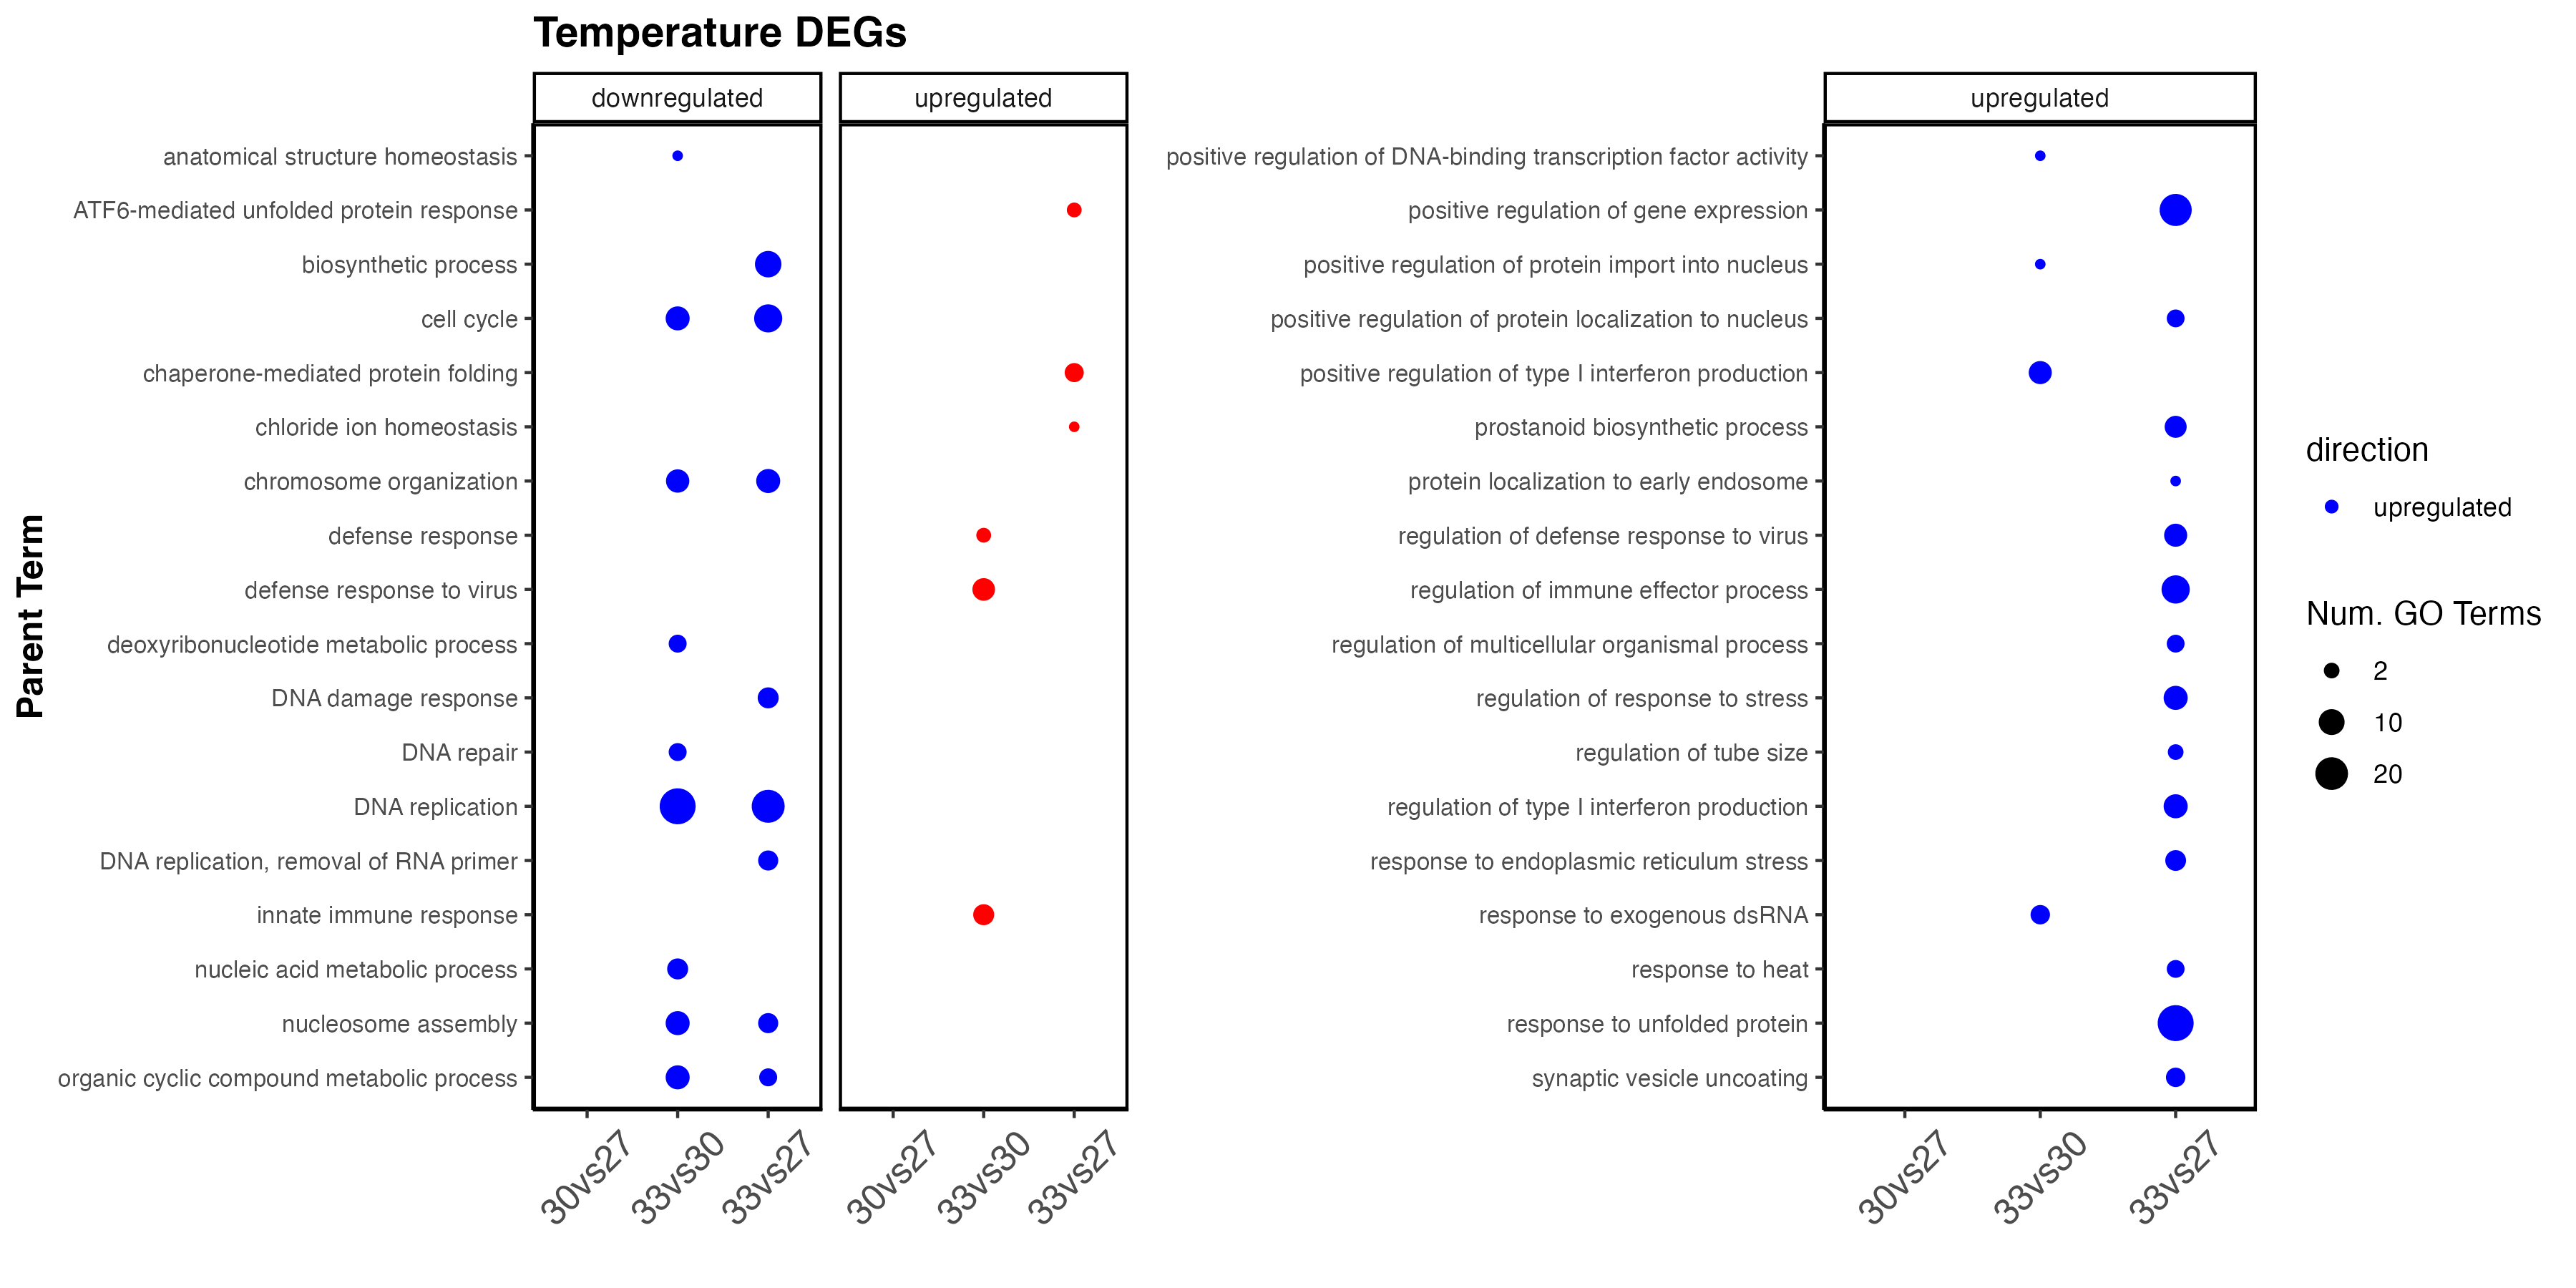 Temperature DEGs
downregulated
upregulated
upregulated
Parent Term
anatomical structure homeostasis
ATF6-mediated unfolded protein response
biosynthetic process
cell cycle
chaperone-mediated protein folding
chloride ion homeostasis
chromosome organization
defense response
defense response to virus
deoxyribonucleotide metabolic process
DNA damage response
DNA repair
DNA replication
DNA replication, removal of RNA primer
innate immune response
nucleic acid metabolic process
nucleosome assembly
organic cyclic compound metabolic process
30vs27
33vs30
33vs27
30vs27
33vs30
33vs27
positive regulation of DNA-binding transcription factor activity
positive regulation of gene expression
positive regulation of protein import into nucleus
positive regulation of protein localization to nucleus
positive regulation of type I interferon production
prostanoid biosynthetic process
protein localization to early endosome
regulation of defense response to virus
regulation of immune effector process
regulation of multicellular organismal process
regulation of response to stress
regulation of tube size
regulation of type I interferon production
response to endoplasmic reticulum stress
response to exogenous dsRNA
response to heat
response to unfolded protein
synaptic vesicle uncoating
30vs27
33vs30
33vs27
direction
upregulated
Num. GO Terms
2
10
20